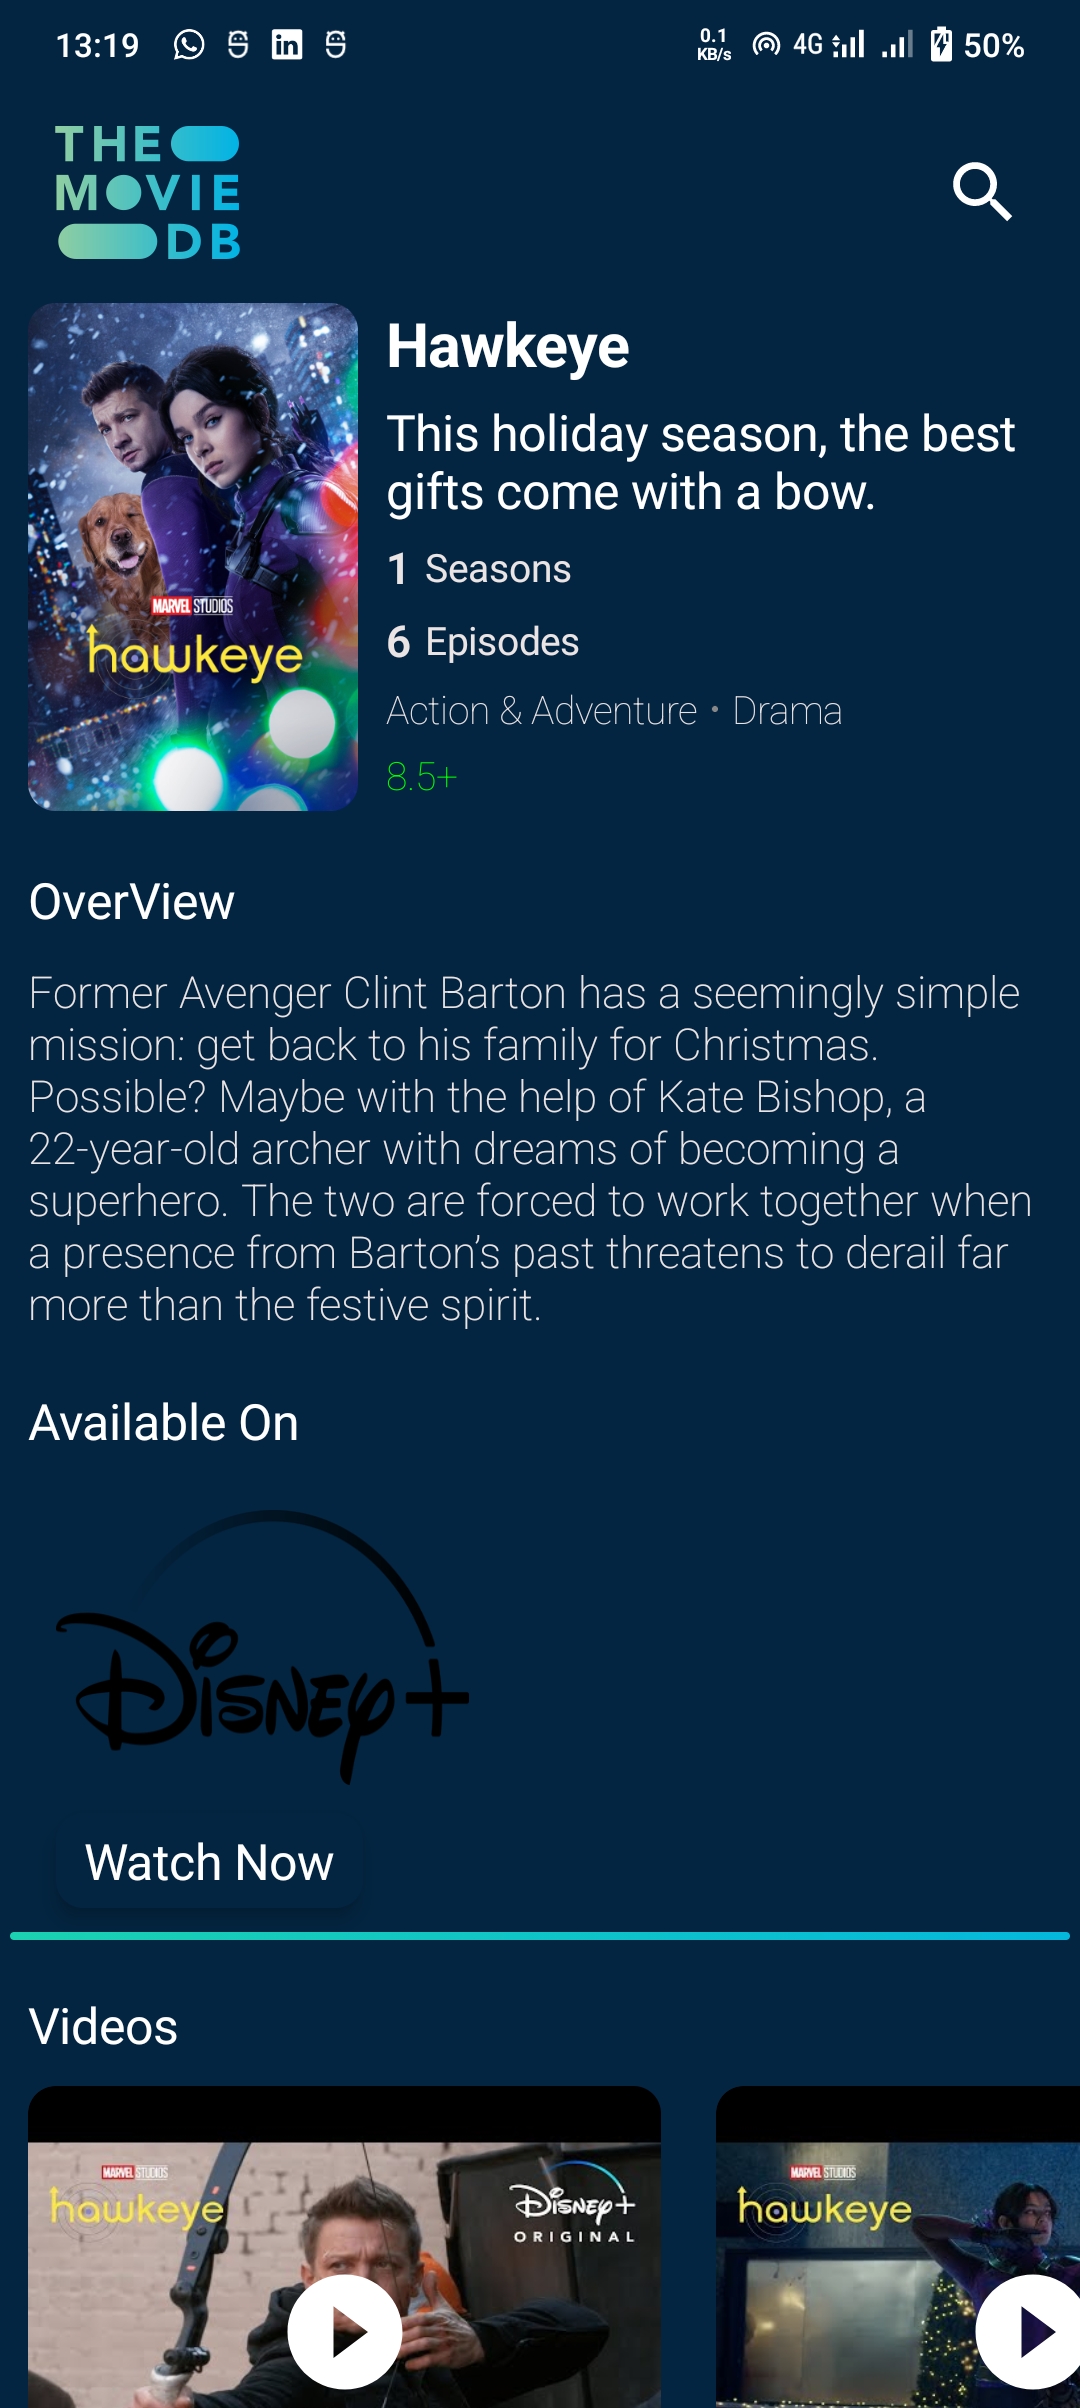 13:19
0.1
KB/s
4G
50%
THE
MOVIE
DB
Hawkeye
This holiday season, the best
gifts come with a bow.
1 Seasons
6 Episodes
Action & Adventure • Drama
8.5+
MARVEL STUDIOS
hawkeye
OverView
Former Avenger Clint Barton has a seemingly simple
mission: get back to his family for Christmas.
Possible? Maybe with the help of Kate Bishop, a
22-year-old archer with dreams of becoming a
superhero. The two are forced to work together when
a presence from Barton’s past threatens to derail far
more than the festive spirit.
Available On
Disney+
Watch Now
Videos
MARVEL STUDIOS
hawkeye
Disney+
ORIGINAL
MARVEL STUDIOS
hawkeye